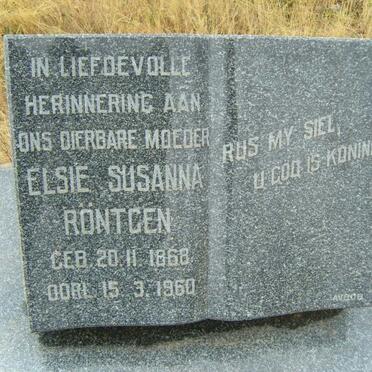 IN LIEFDEVOLLE
HERINNERING AAN
ONS DIERBARE MOEDER
ELSIE SUSANNA
RÖNTGEN
GEB. 20.11.1868
OORL. 15.3.1960
RUS MY SIEL,
U GOD IS KONIN